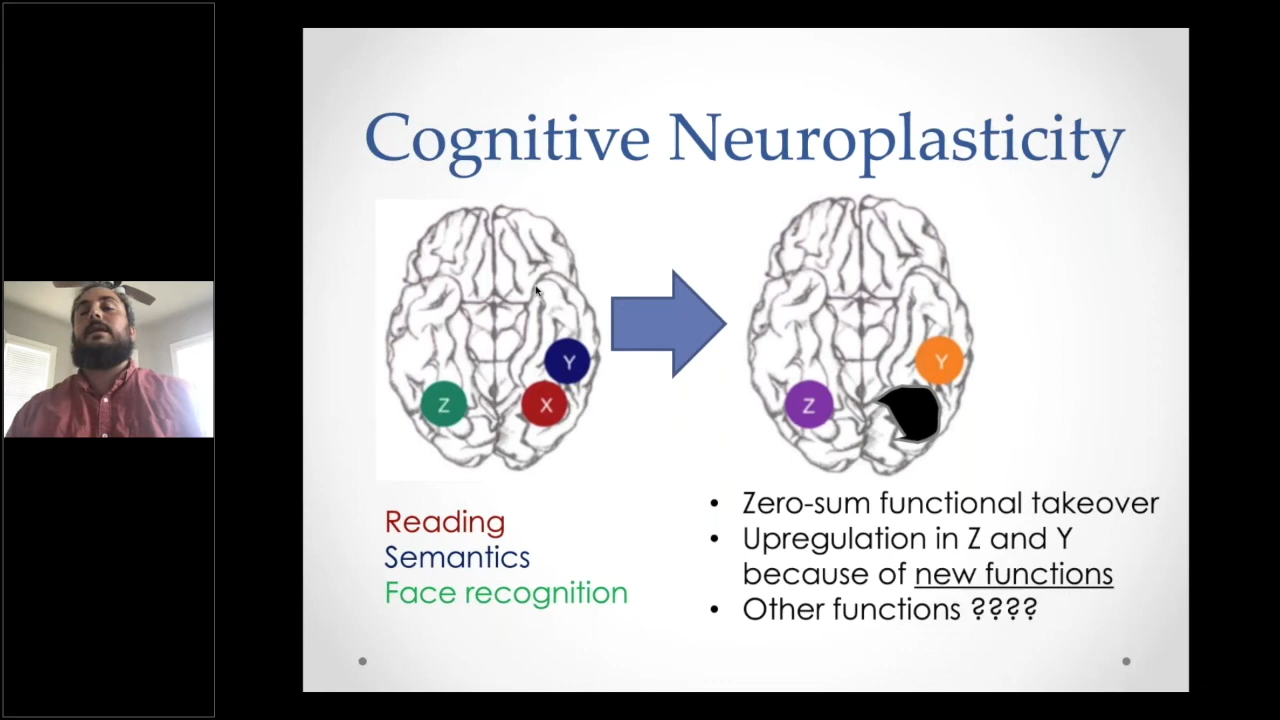 Cognitive Neuroplasticity
Y
Z
X
Y
Z
Reading
Semantics
Face recognition
• Zero-sum functional takeover
• Upregulation in Z and Y
because of new functions
• Other functions ????